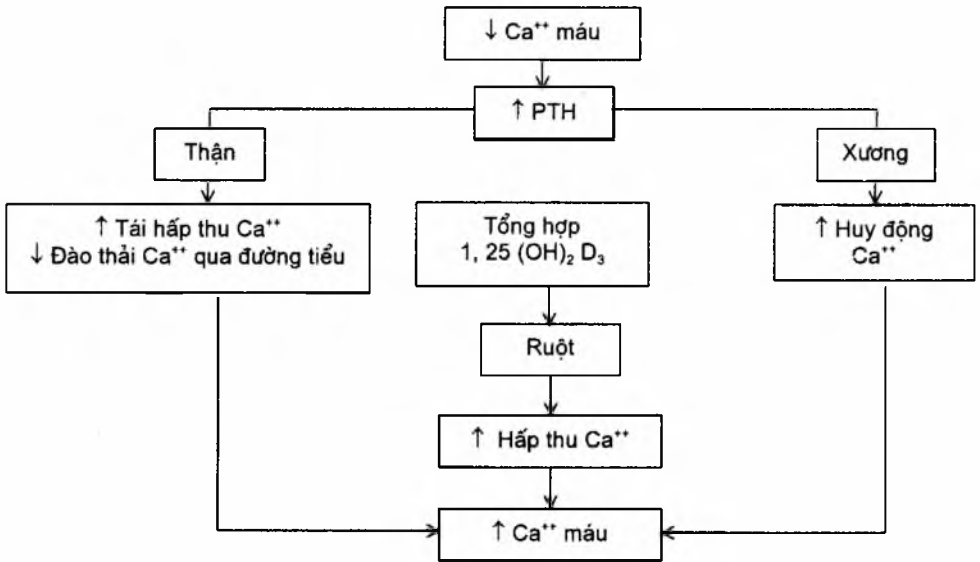 ↓ Ca⁺⁺ máu
↑ PTH
Thận
Xương
↑ Tái hấp thu Ca⁺⁺
↓ Đào thải Ca⁺⁺ qua đường tiểu
Tổng hợp
1, 25 (OH)₂ D₃
↑ Huy động
Ca⁺⁺
Ruột
↑ Hấp thu Ca⁺⁺
↑ Ca⁺⁺ máu